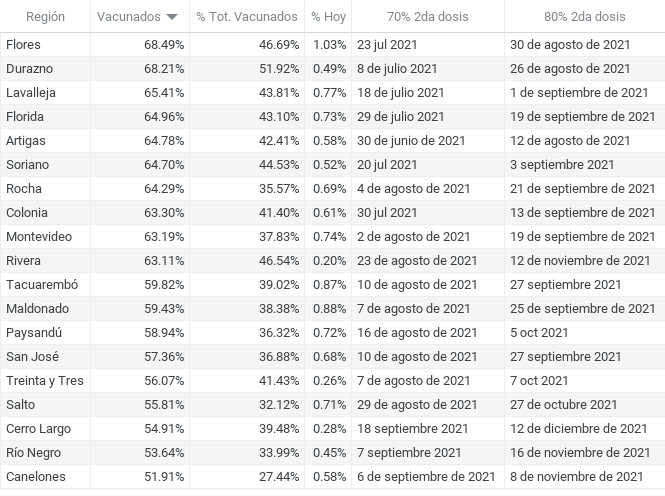 Región Vacunados % Tot. Vacunados % Hoy 70% 2da dosis 80% 2da dosis
Flores 68.49% 46.69% 1.03% 23 jul 2021 30 de agosto de 2021
Durazno 68.21% 51.92% 0.49% 8 de julio 2021 26 de agosto de 2021
Lavalleja 65.41% 43.81% 0.77% 18 de julio 2021 1 de septiembre de 2021
Florida 64.96% 43.10% 0.73% 29 de julio 2021 19 de septiembre de 2021
Artigas 64.78% 42.41% 0.58% 30 de junio de 2021 12 de agosto de 2021
Soriano 64.70% 44.53% 0.52% 20 jul 2021 3 septiembre 2021
Rocha 64.29% 35.57% 0.69% 4 de agosto de 2021 21 de septiembre de 2021
Colonia 63.30% 41.40% 0.61% 30 jul 2021 13 de septiembre de 2021
Montevideo 63.19% 37.83% 0.74% 2 de agosto de 2021 19 de septiembre de 2021
Rivera 63.11% 46.54% 0.20% 23 de agosto de 2021 12 de noviembre de 2021
Tacuarembó 59.82% 39.02% 0.87% 10 de agosto de 2021 27 septiembre 2021
Maldonado 59.43% 38.38% 0.88% 7 de agosto de 2021 25 de septiembre de 2021
Paysandú 58.94% 36.32% 0.72% 16 de agosto de 2021 5 oct 2021
San José 57.36% 36.88% 0.68% 10 de agosto de 2021 27 septiembre 2021
Treinta y Tres 56.07% 41.43% 0.26% 7 de agosto de 2021 7 oct 2021
Salto 55.81% 32.12% 0.71% 29 de agosto de 2021 27 de octubre de 2021
Cerro Largo 54.91% 39.48% 0.28% 18 septiembre 2021 12 de diciembre de 2021
Río Negro 53.64% 33.99% 0.45% 7 septiembre 2021 16 de noviembre de 2021
Canelones 51.91% 27.44% 0.58% 6 de septiembre de 2021 8 de noviembre de 2021